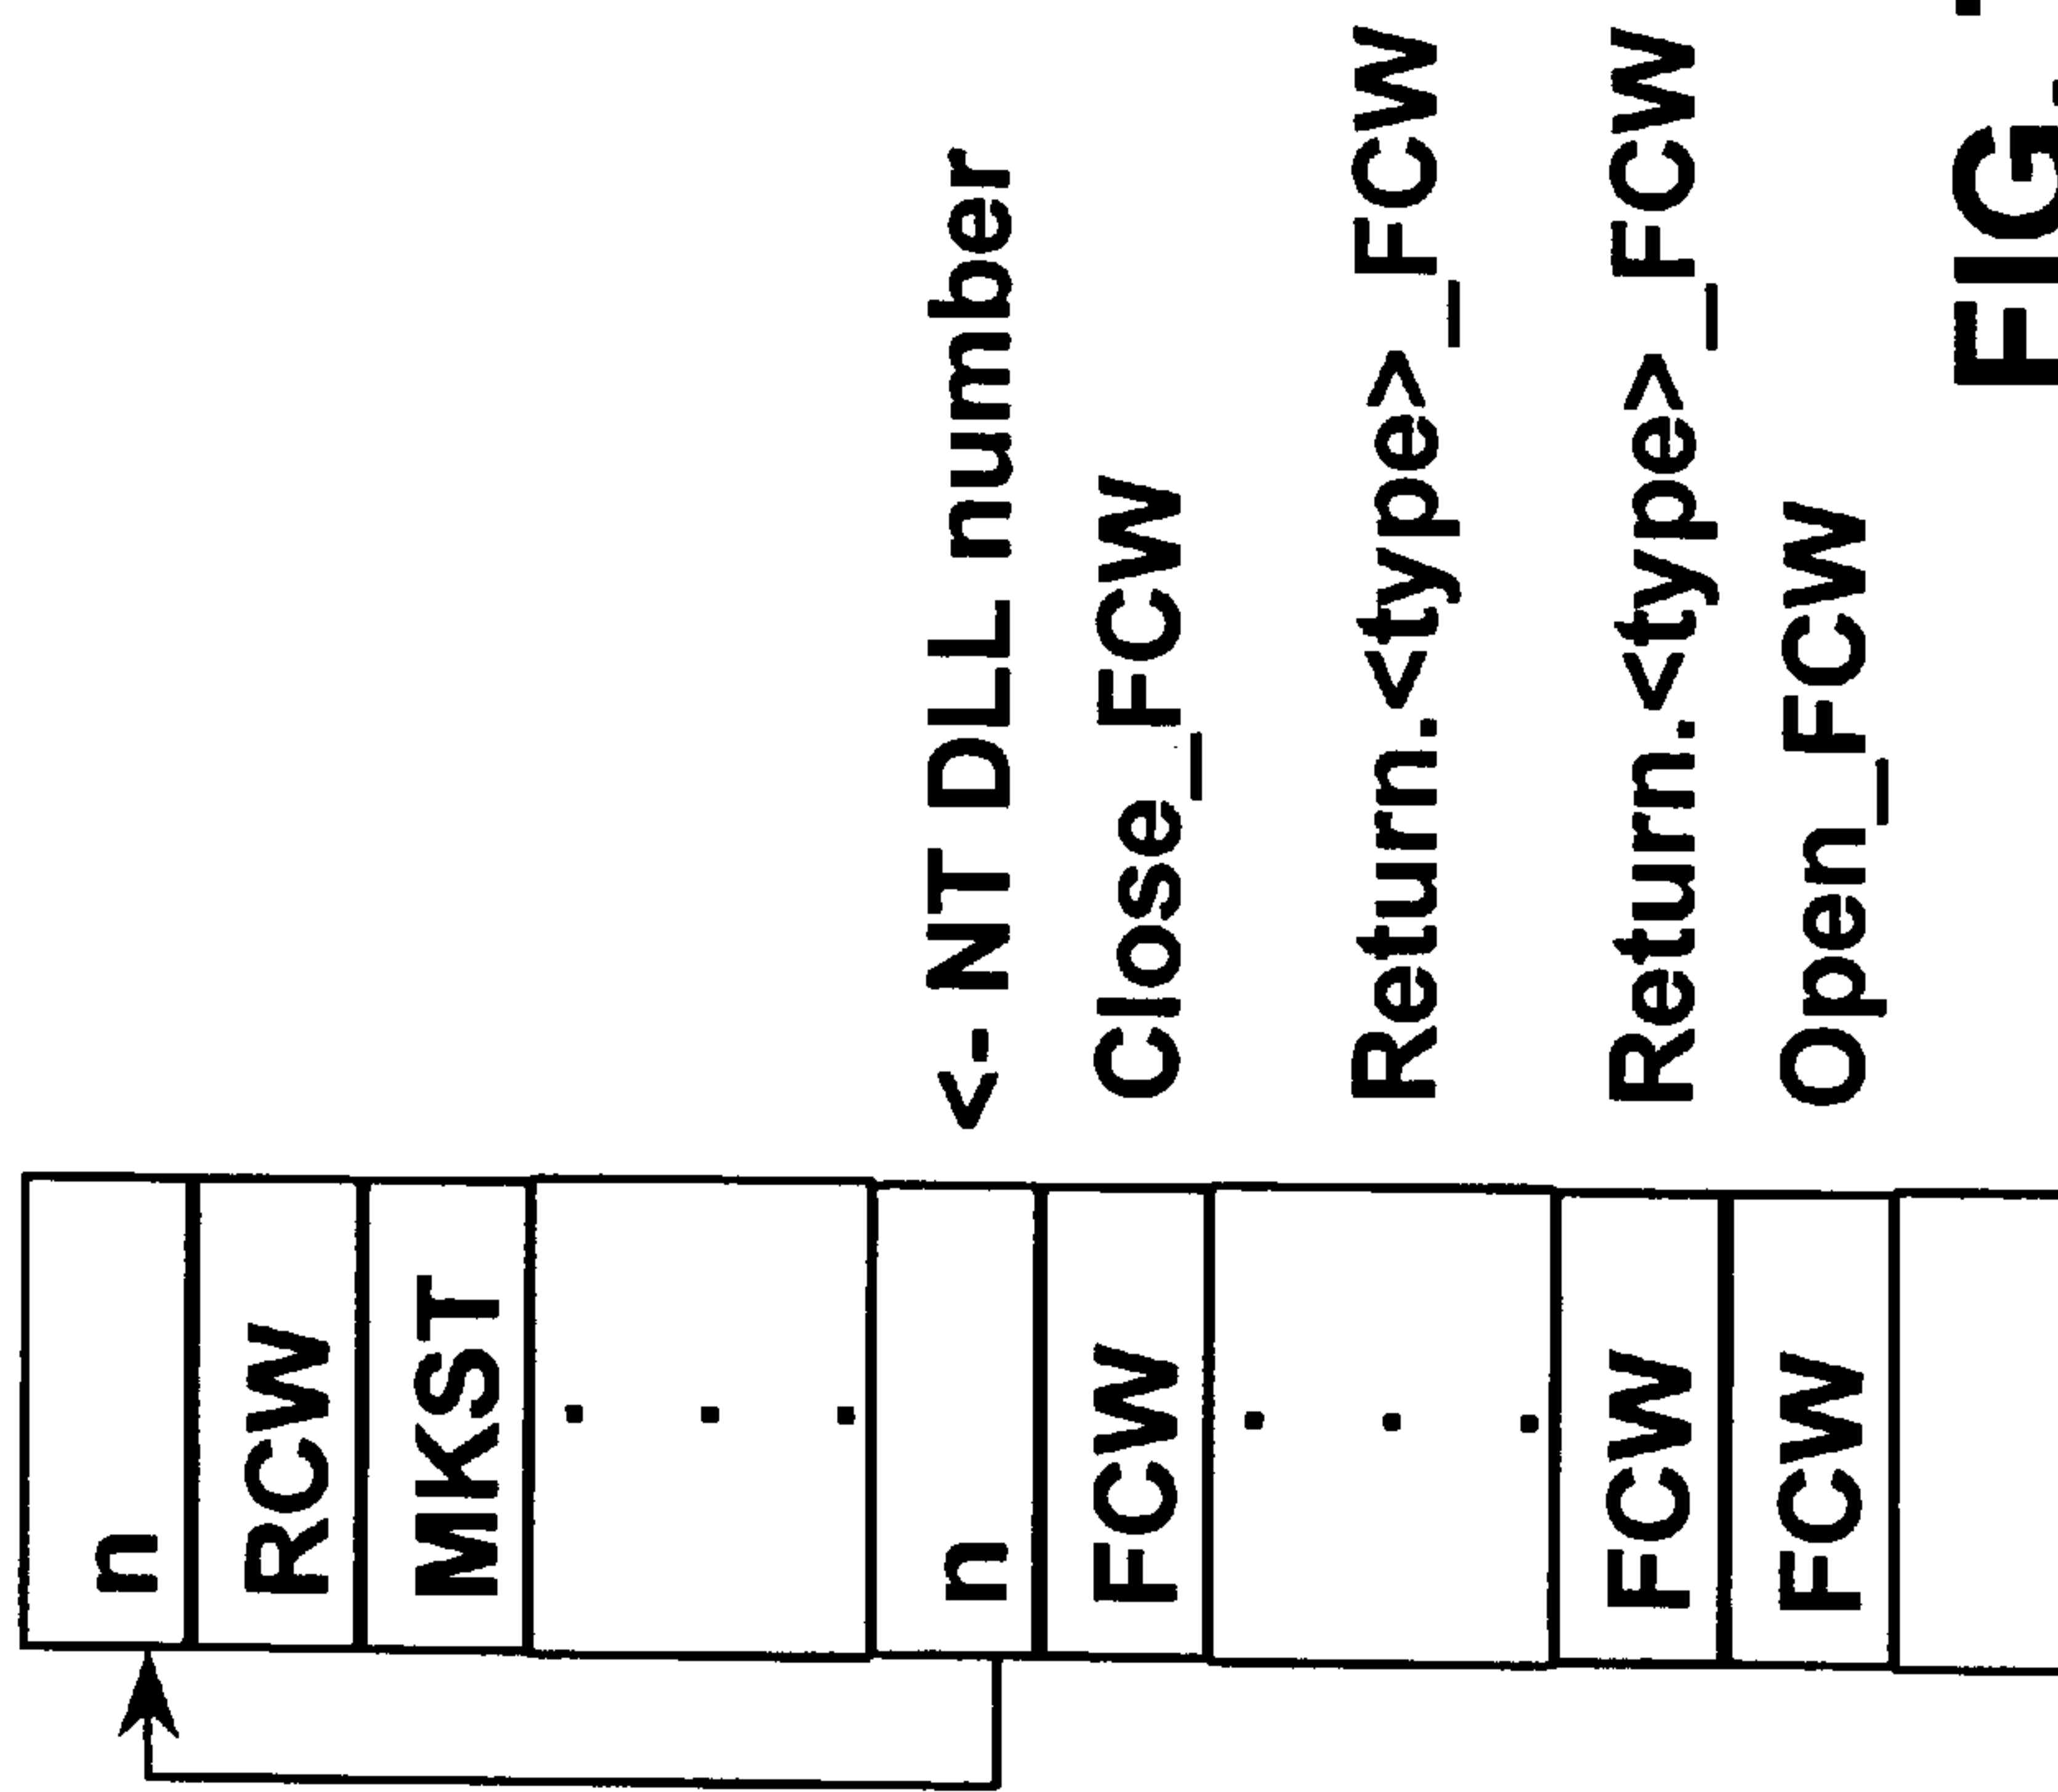 n
RCW
MKST
. . .
n <- NT DLL number
FCW Close_FCW
. . .
Return.<type>_FCW
FCW Return.<type>_FCW
FCW Open_FCW
FIG.